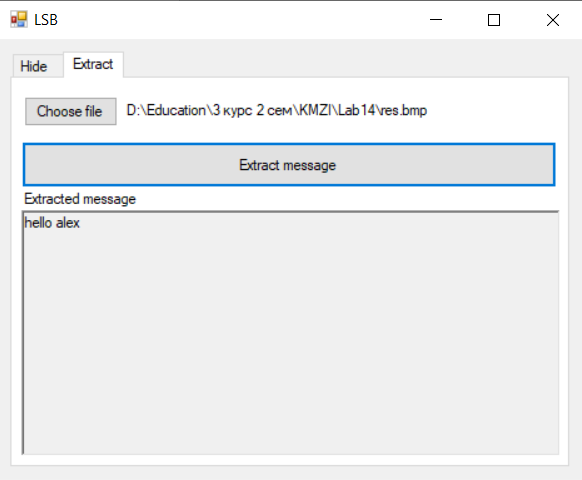 LSB
Hide Extract
Choose file D:\Education\3 курс 2 сем\KMZI\Lab14\res.bmp
Extract message
Extracted message
hello alex